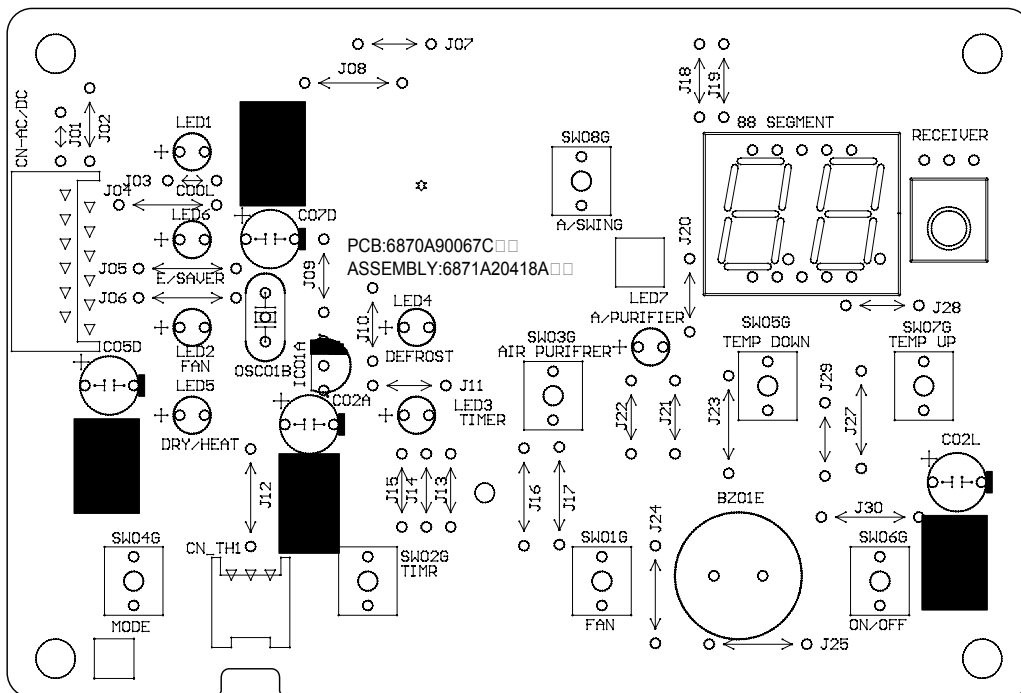 J07
J08
J18
J19
CN-AC/DC
J01
J02
LED1
88 SEGMENT
SW08G
RECEIVER
J03
COOL
J04
LED6
C07D
A/SWING
PCB:6870A90067C□□
J20
J05
E/SAVER
J09
ASSEMBLY:6871A20418A□□
J06
LED4
LED7
J28
J10
A/PURIFIER
LED2
FAN
C05D
OSC01B
IC01A
DEFROST
SW03G
AIR PURIFRER
SW05G
TEMP DOWN
SW07G
TEMP UP
LED5
C02A
J11
LED3
TIMER
J22
J21
J23
J29
J27
DRY/HEAT
C02L
J12
J15
J14
J13
J16
J17
BZ01E
J24
J30
SW04G
CN_TH1
SW02G
TIMR
SW01G
SW06G
MODE
FAN
ON/OFF
J25